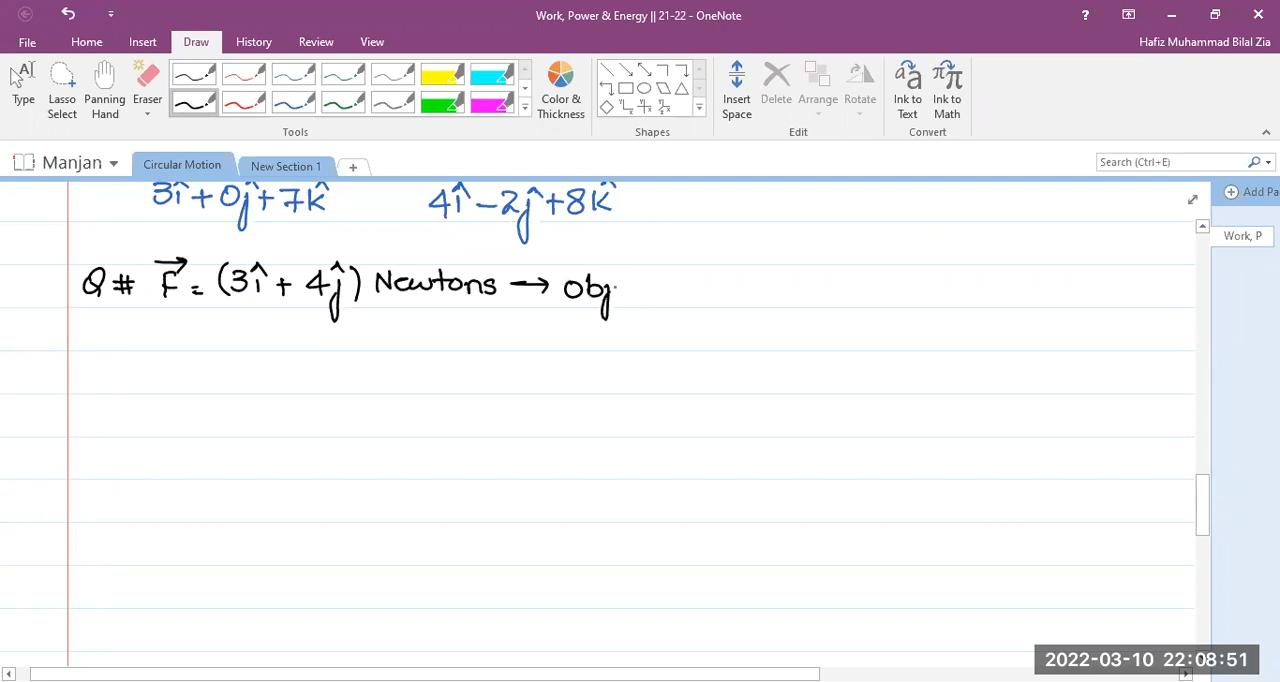 Work, Power & Energy || 21-22 - OneNote
?
File Home Insert Draw History Review View
Hafiz Muhammad Bilal Zia
Type Lasso Select Panning Hand Eraser
Color & Thickness
Insert Space Delete Arrange Rotate
Ink to Text Ink to Math
Tools Shapes Edit Convert
Manjan Circular Motion New Section 1 +
Search (Ctrl+E)
Add Pa
Work, P
3î + 0ĵ + 7k̂ 4î - 2ĵ + 8k̂
Q # F⃗ = (3î + 4ĵ) Newtons → obj
2022-03-10 22:08:51